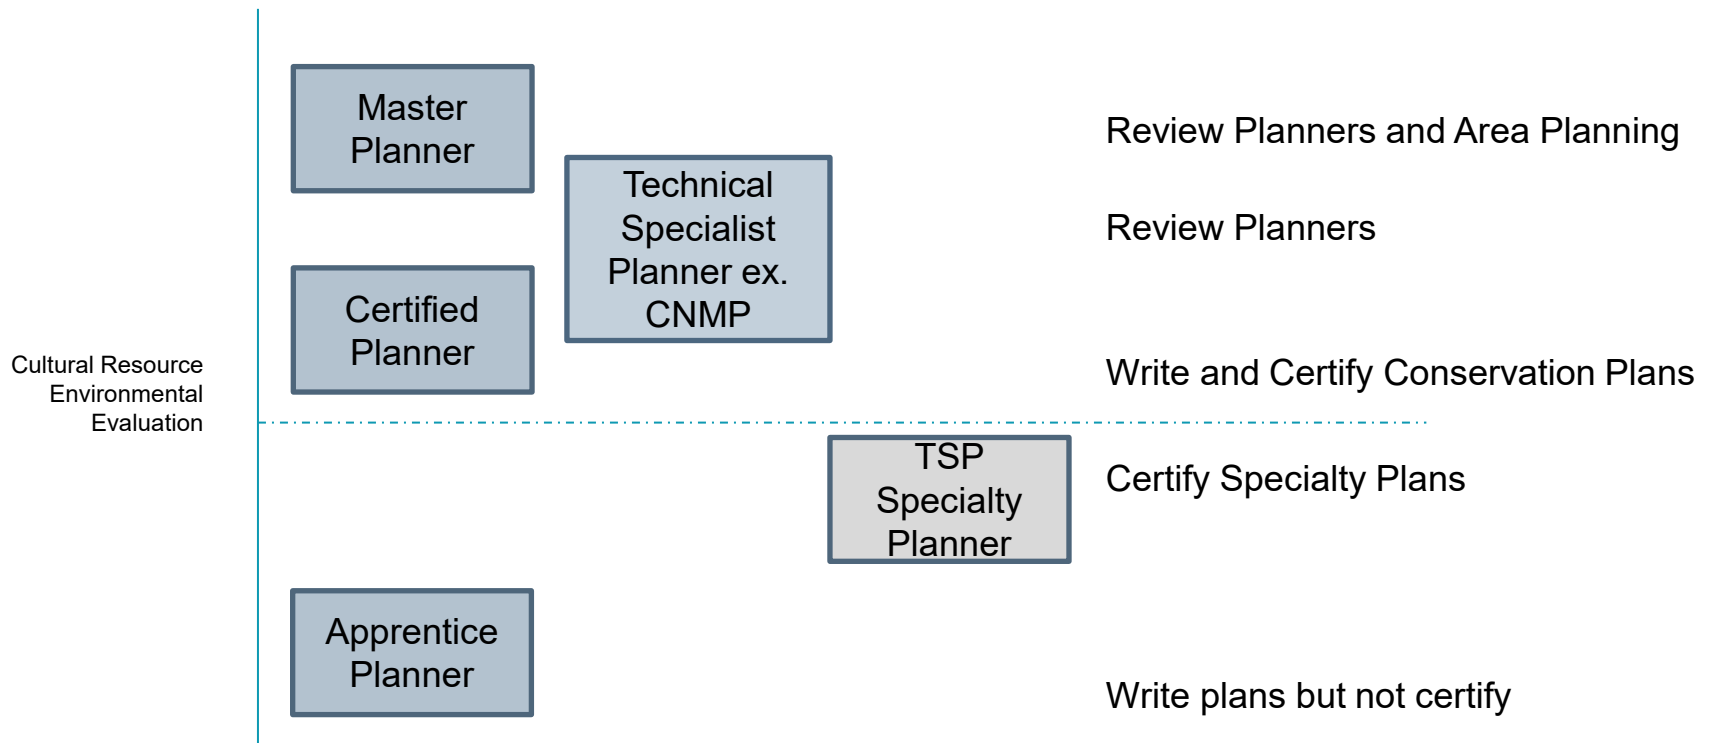 Master
Planner
Review Planners and Area Planning
Technical
Specialist
Planner ex.
CNMP
Review Planners
Certified
Planner
Cultural Resource
Environmental
Evaluation
Write and Certify Conservation Plans
TSP
Specialty
Planner
Certify Specialty Plans
Apprentice
Planner
Write plans but not certify